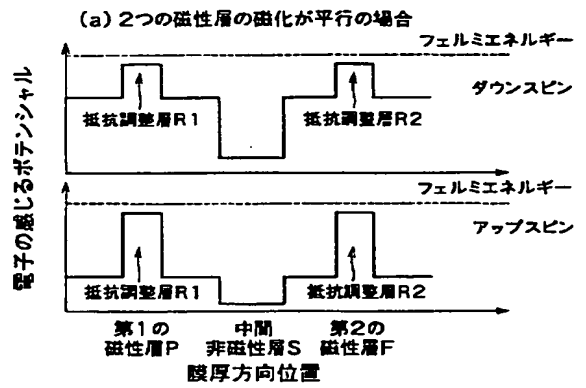 (a) 2つの磁性層の磁化が平行の場合
フェルミエネルギー
ダウンスピン
抵抗調整層R1
抵抗調整層R2
フェルミエネルギー
アップスピン
抵抗調整層R1
抵抗調整層R2
電子の感じるポテンシャル
第1の
磁性層P
中間
非磁性層S
第2の
磁性層F
膜厚方向位置